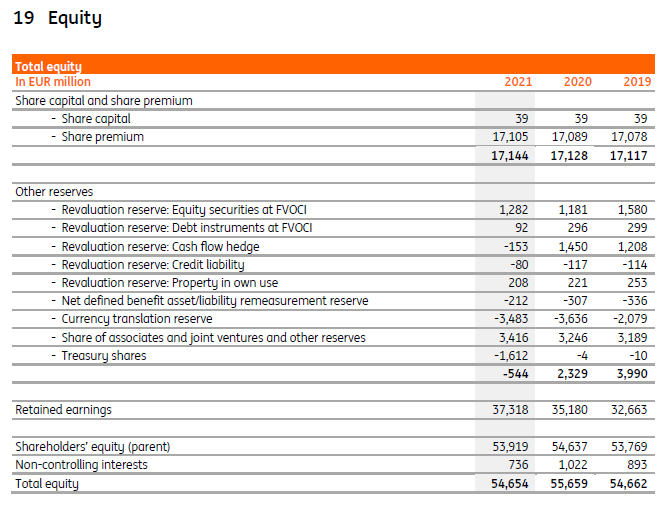 19 Equity
Total equity
In EUR million 2021 2020 2019
Share capital and share premium
- Share capital 39 39 39
- Share premium 17,105 17,089 17,078
17,144 17,128 17,117
Other reserves
- Revaluation reserve: Equity securities at FVOCI 1,282 1,181 1,580
- Revaluation reserve: Debt instruments at FVOCI 92 296 299
- Revaluation reserve: Cash flow hedge -153 1,450 1,208
- Revaluation reserve: Credit liability -80 -117 -114
- Revaluation reserve: Property in own use 208 221 253
- Net defined benefit asset/liability remeasurement reserve -212 -307 -336
- Currency translation reserve -3,483 -3,636 -2,079
- Share of associates and joint ventures and other reserves 3,416 3,246 3,189
- Treasury shares -1,612 -4 -10
-544 2,329 3,990
Retained earnings 37,318 35,180 32,663
Shareholders' equity (parent) 53,919 54,637 53,769
Non-controlling interests 736 1,022 893
Total equity 54,654 55,659 54,662